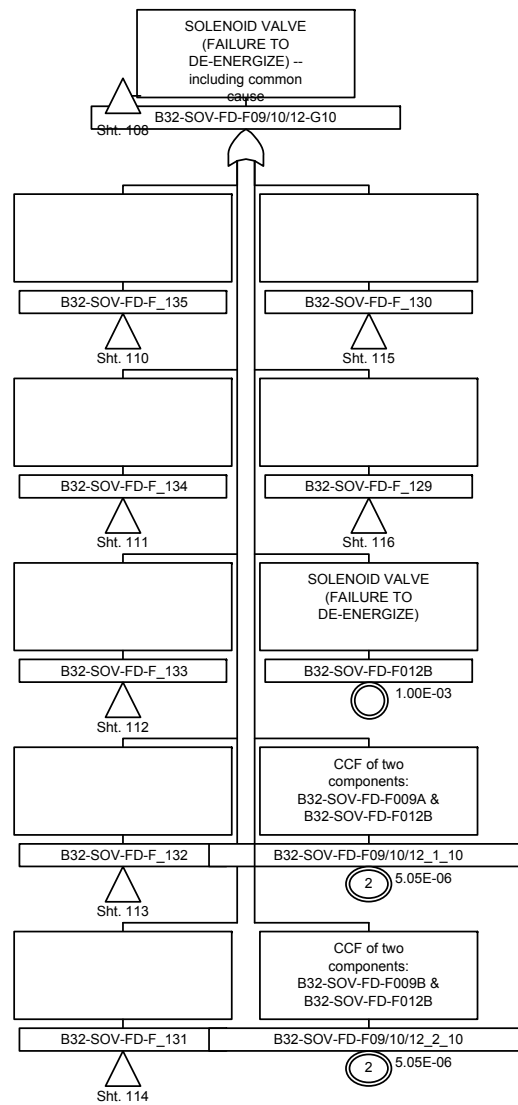 SOLENOID VALVE
(FAILURE TO
DE-ENERGIZE) --
including common
cause
B32-SOV-FD-F09/10/12-G10
Sht. 108
B32-SOV-FD-F_135
Sht. 110
B32-SOV-FD-F_130
Sht. 115
B32-SOV-FD-F_134
Sht. 111
B32-SOV-FD-F_129
Sht. 116
B32-SOV-FD-F_133
Sht. 112
SOLENOID VALVE
(FAILURE TO
DE-ENERGIZE)
B32-SOV-FD-F012B
1.00E-03
B32-SOV-FD-F_132
Sht. 113
CCF of two
components:
B32-SOV-FD-F009A &
B32-SOV-FD-F012B
B32-SOV-FD-F09/10/12_1_10
2
5.05E-06
B32-SOV-FD-F_131
Sht. 114
CCF of two
components:
B32-SOV-FD-F009B &
B32-SOV-FD-F012B
B32-SOV-FD-F09/10/12_2_10
2
5.05E-06